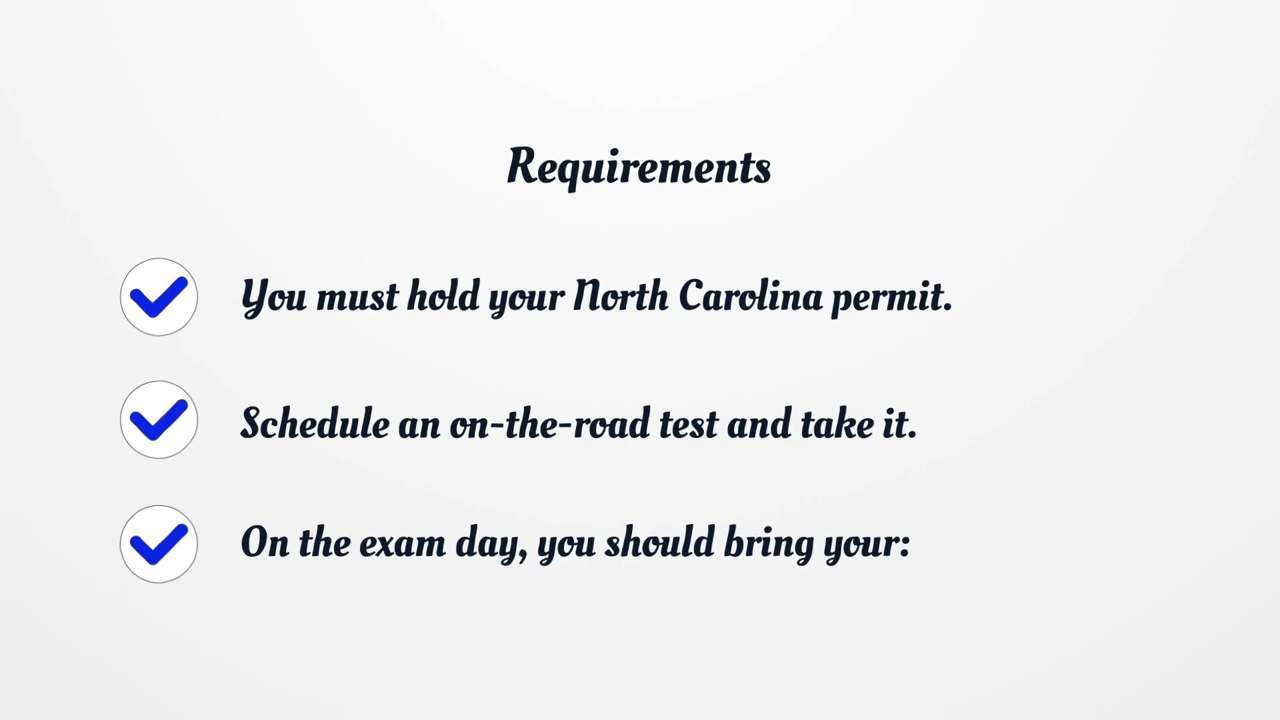 Requirements
You must hold your North Carolina permit.
Schedule an on-the-road test and take it.
On the exam day, you should bring your: